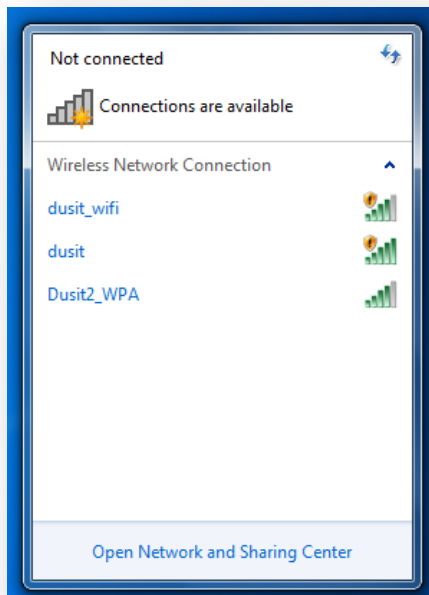 Not connected
Connections are available
Wireless Network Connection
dusit_wifi
dusit
Dusit2_WPA
Open Network and Sharing Center